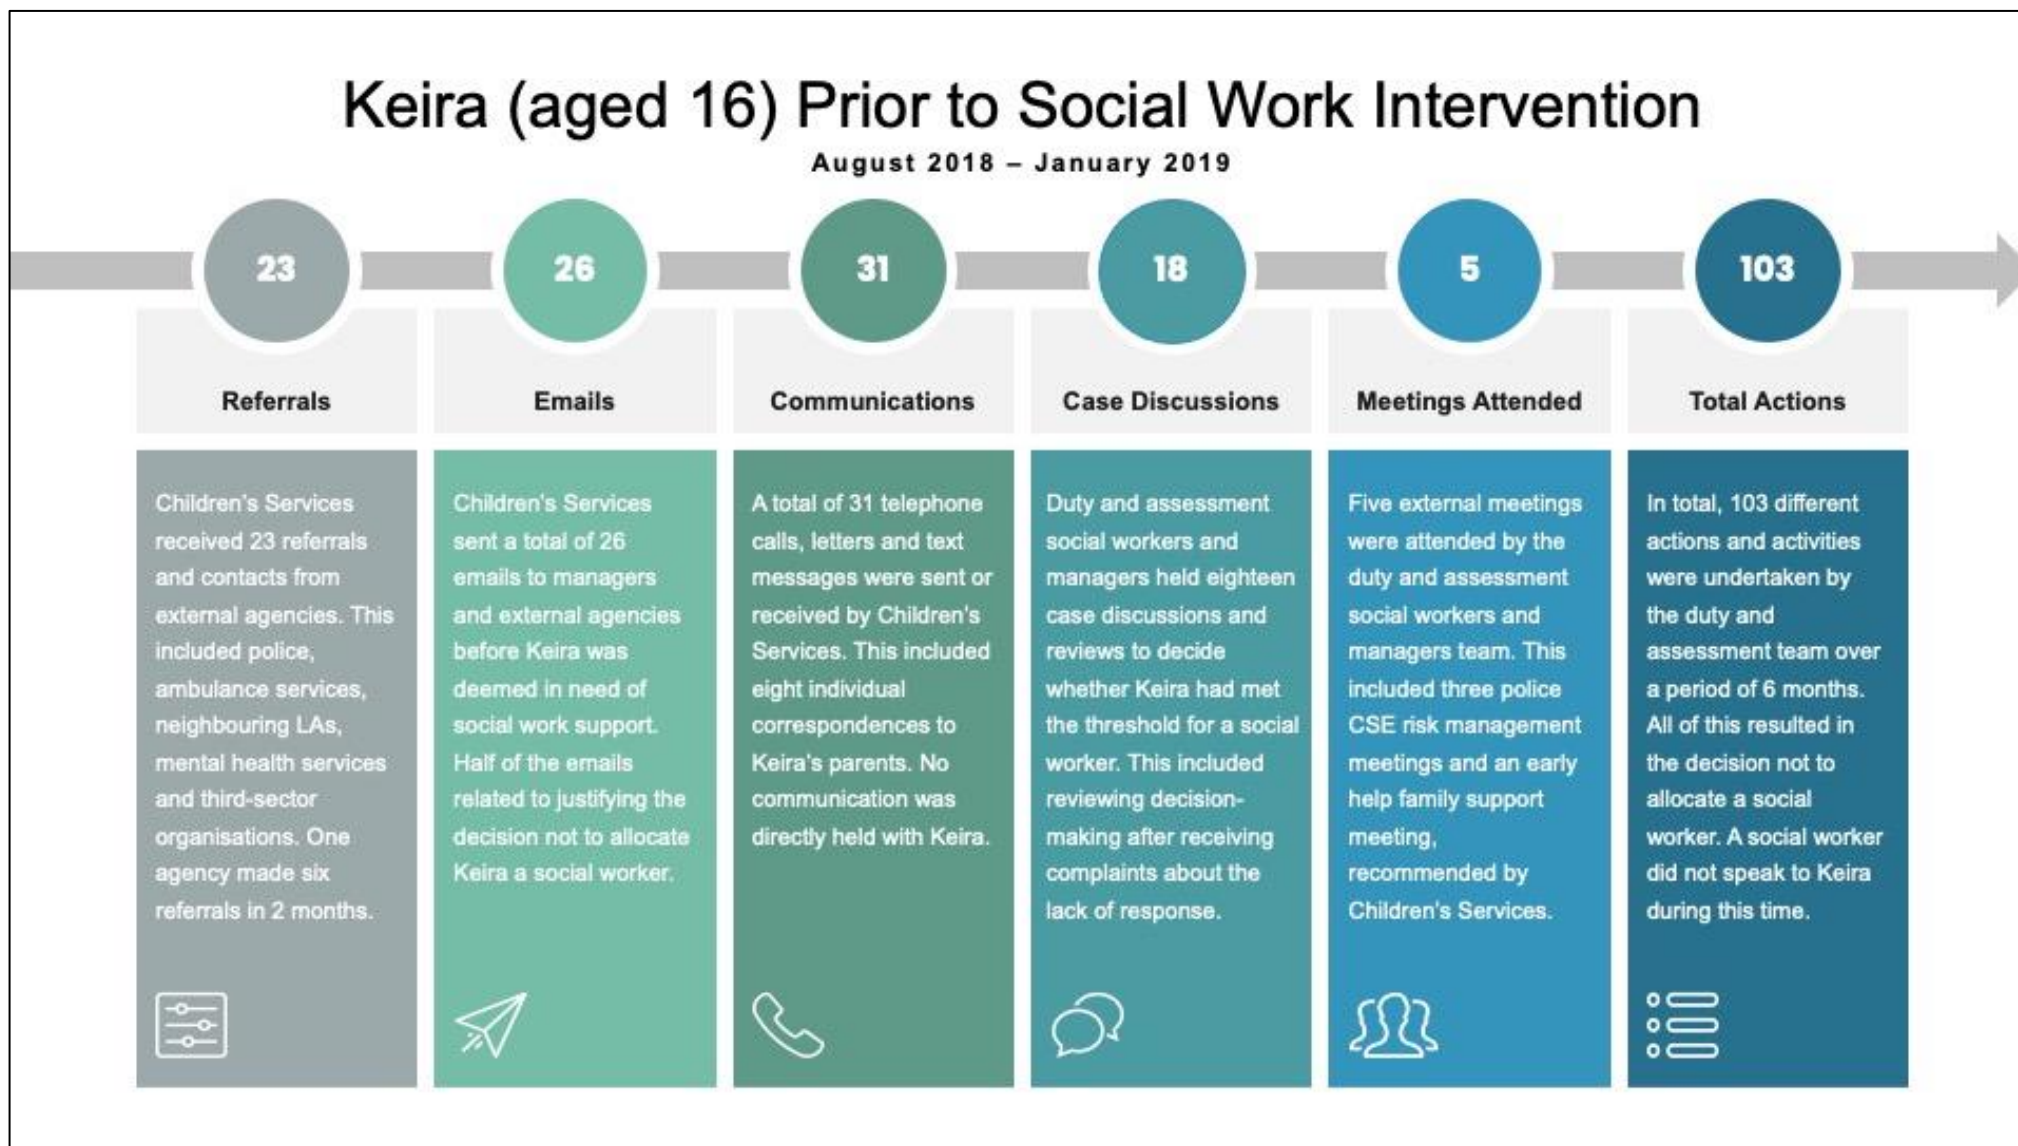 Keira (aged 16) Prior to Social Work Intervention
August 2018 – January 2019
23
Referrals
Children's Services
received 23 referrals
and contacts from
external agencies. This
included police,
ambulance services,
neighbouring LAs,
mental health services
and third-sector
organisations. One
agency made six
referrals in 2 months.
26
Emails
Children's Services
sent a total of 26
emails to managers
and external agencies
before Keira was
deemed in need of
social work support.
Half of the emails
related to justifying the
decision not to allocate
Keira a social worker.
31
Communications
A total of 31 telephone
calls, letters and text
messages were sent or
received by Children's
Services. This included
eight individual
correspondences to
Keira's parents. No
communication was
directly held with Keira.
18
Case Discussions
Duty and assessment
social workers and
managers held eighteen
case discussions and
reviews to decide
whether Keira had met
the threshold for a social
worker. This included
reviewing decision-
making after receiving
complaints about the
lack of response.
5
Meetings Attended
Five external meetings
were attended by the
duty and assessment
social workers and
managers team. This
included three police
CSE risk management
meetings and an early
help family support
meeting,
recommended by
Children's Services.
103
Total Actions
In total, 103 different
actions and activities
were undertaken by
the duty and
assessment team over
a period of 6 months.
All of this resulted in
the decision not to
allocate a social
worker. A social worker
did not speak to Keira
during this time.